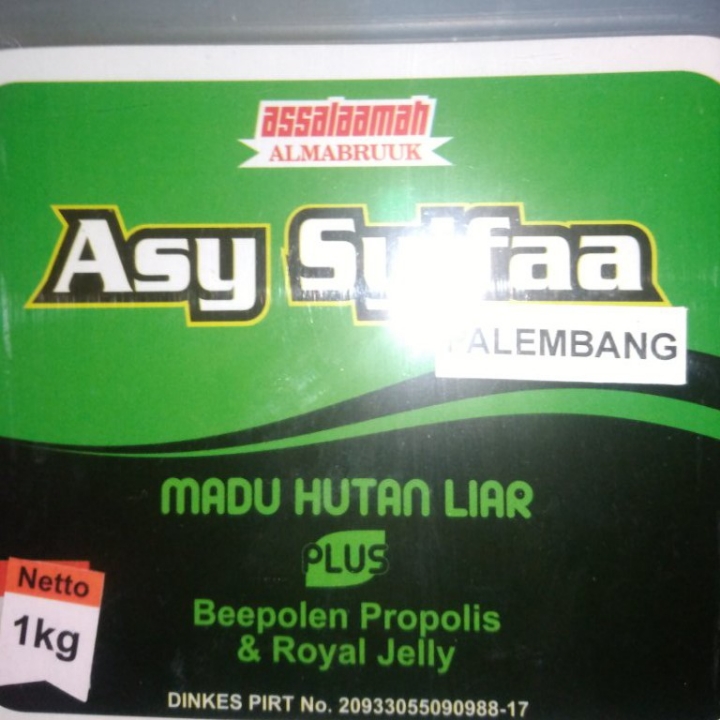 assalaamah
ALMABRUUK
Asy Syifaa
PALEMBANG
MADU HUTAN LIAR
PLUS
Beepolen Propolis
& Royal Jelly
Netto
1kg
DINKES PIRT No. 20933055090988-17